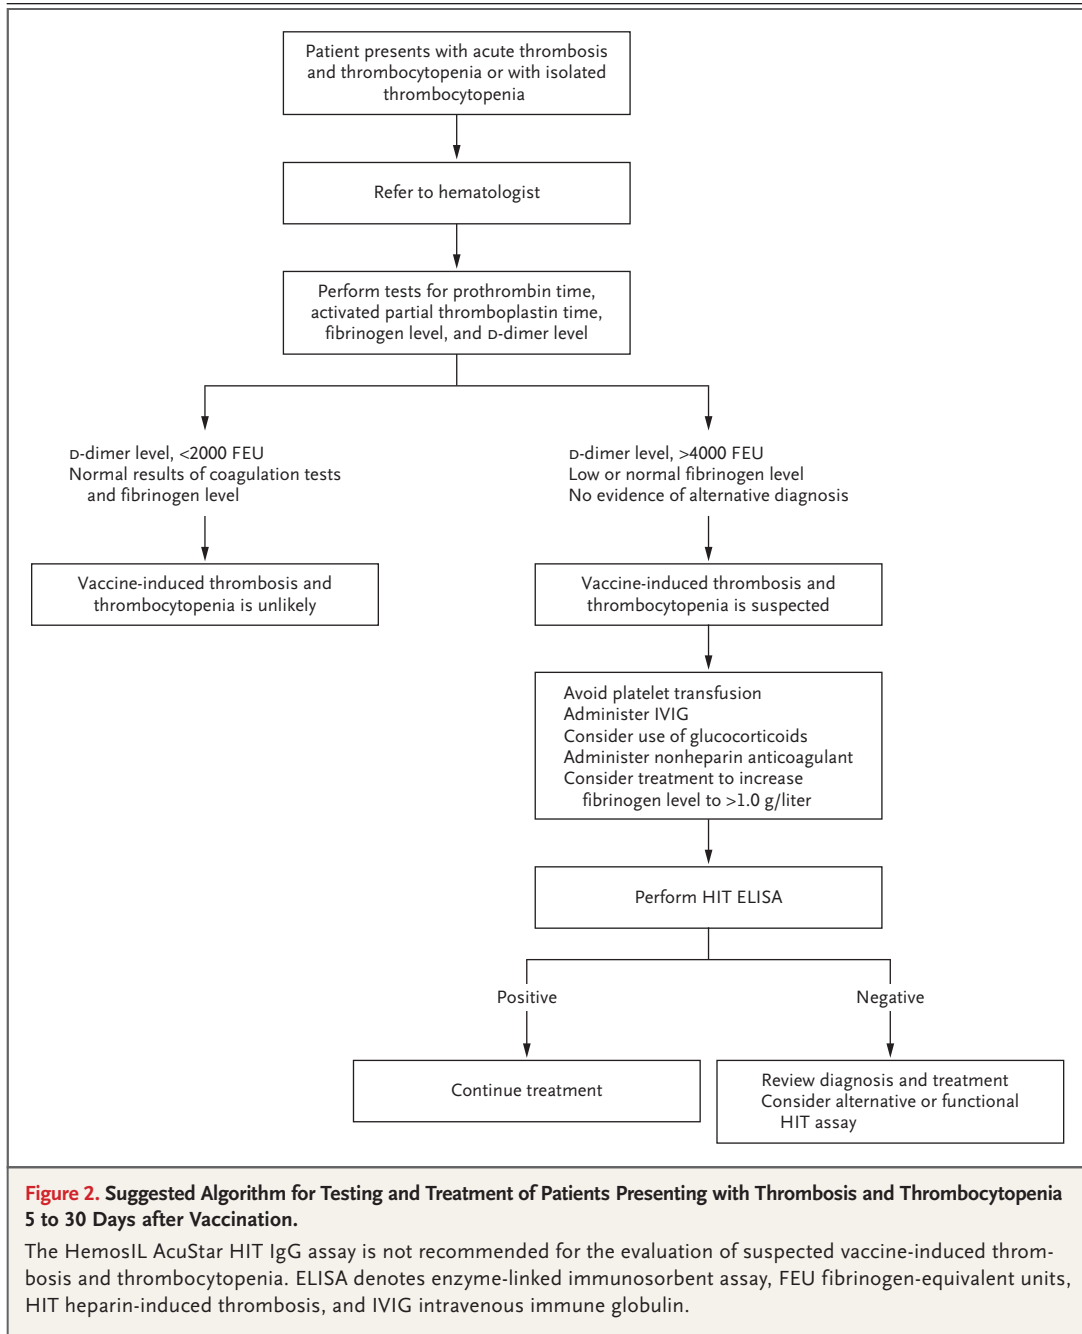 Patient presents with acute thrombosis
and thrombocytopenia or with isolated
thrombocytopenia
Refer to hematologist
Perform tests for prothrombin time,
activated partial thromboplastin time,
fibrinogen level, and D-dimer level
D-dimer level, <2000 FEU
Normal results of coagulation tests
and fibrinogen level
D-dimer level, >4000 FEU
Low or normal fibrinogen level
No evidence of alternative diagnosis
Vaccine-induced thrombosis and
thrombocytopenia is unlikely
Vaccine-induced thrombosis and
thrombocytopenia is suspected
Avoid platelet transfusion
Administer IVIG
Consider use of glucocorticoids
Administer nonheparin anticoagulant
Consider treatment to increase
fibrinogen level to >1.0 g/liter
Perform HIT ELISA
Positive
Negative
Continue treatment
Review diagnosis and treatment
Consider alternative or functional
HIT assay
Figure 2. Suggested Algorithm for Testing and Treatment of Patients Presenting with Thrombosis and Thrombocytopenia
5 to 30 Days after Vaccination.
The HemosIL AcuStar HIT IgG assay is not recommended for the evaluation of suspected vaccine-induced throm-
bosis and thrombocytopenia. ELISA denotes enzyme-linked immunosorbent assay, FEU fibrinogen-equivalent units,
HIT heparin-induced thrombosis, and IVIG intravenous immune globulin.